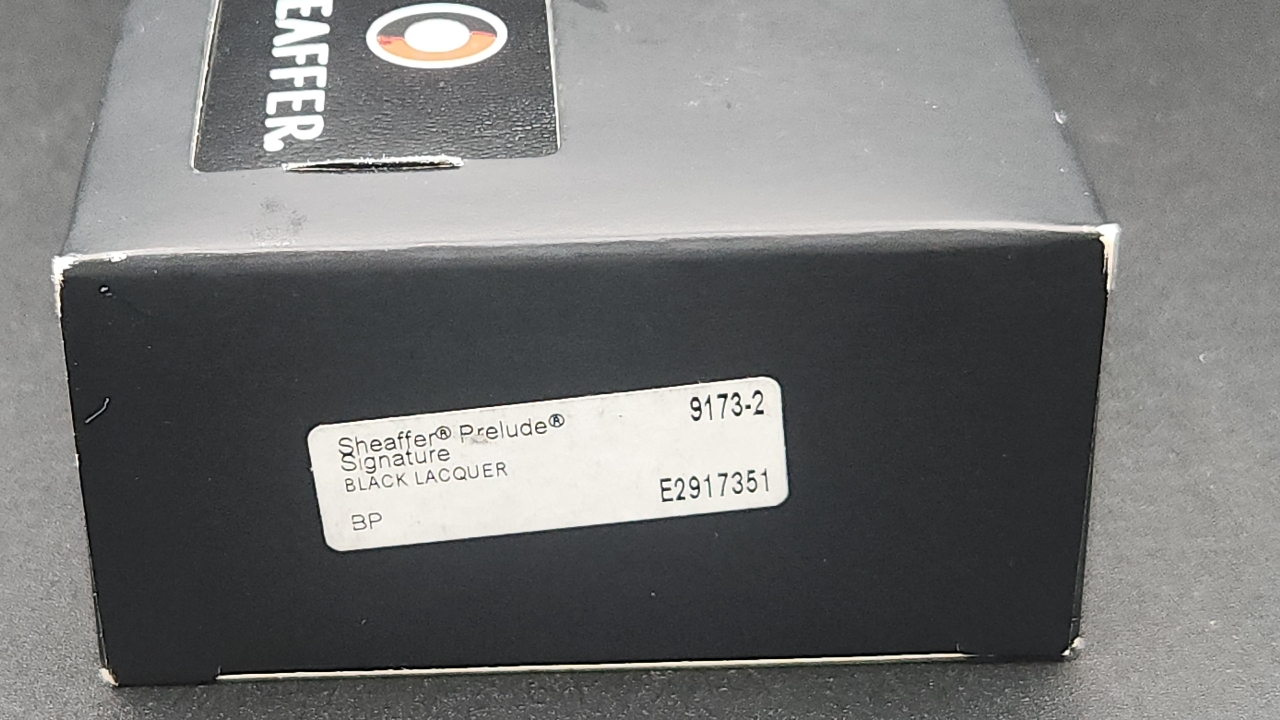 EAFFER.
Sheaffer® Prelude® 9173-2
Signature
BLACK LACQUER
BP E2917351